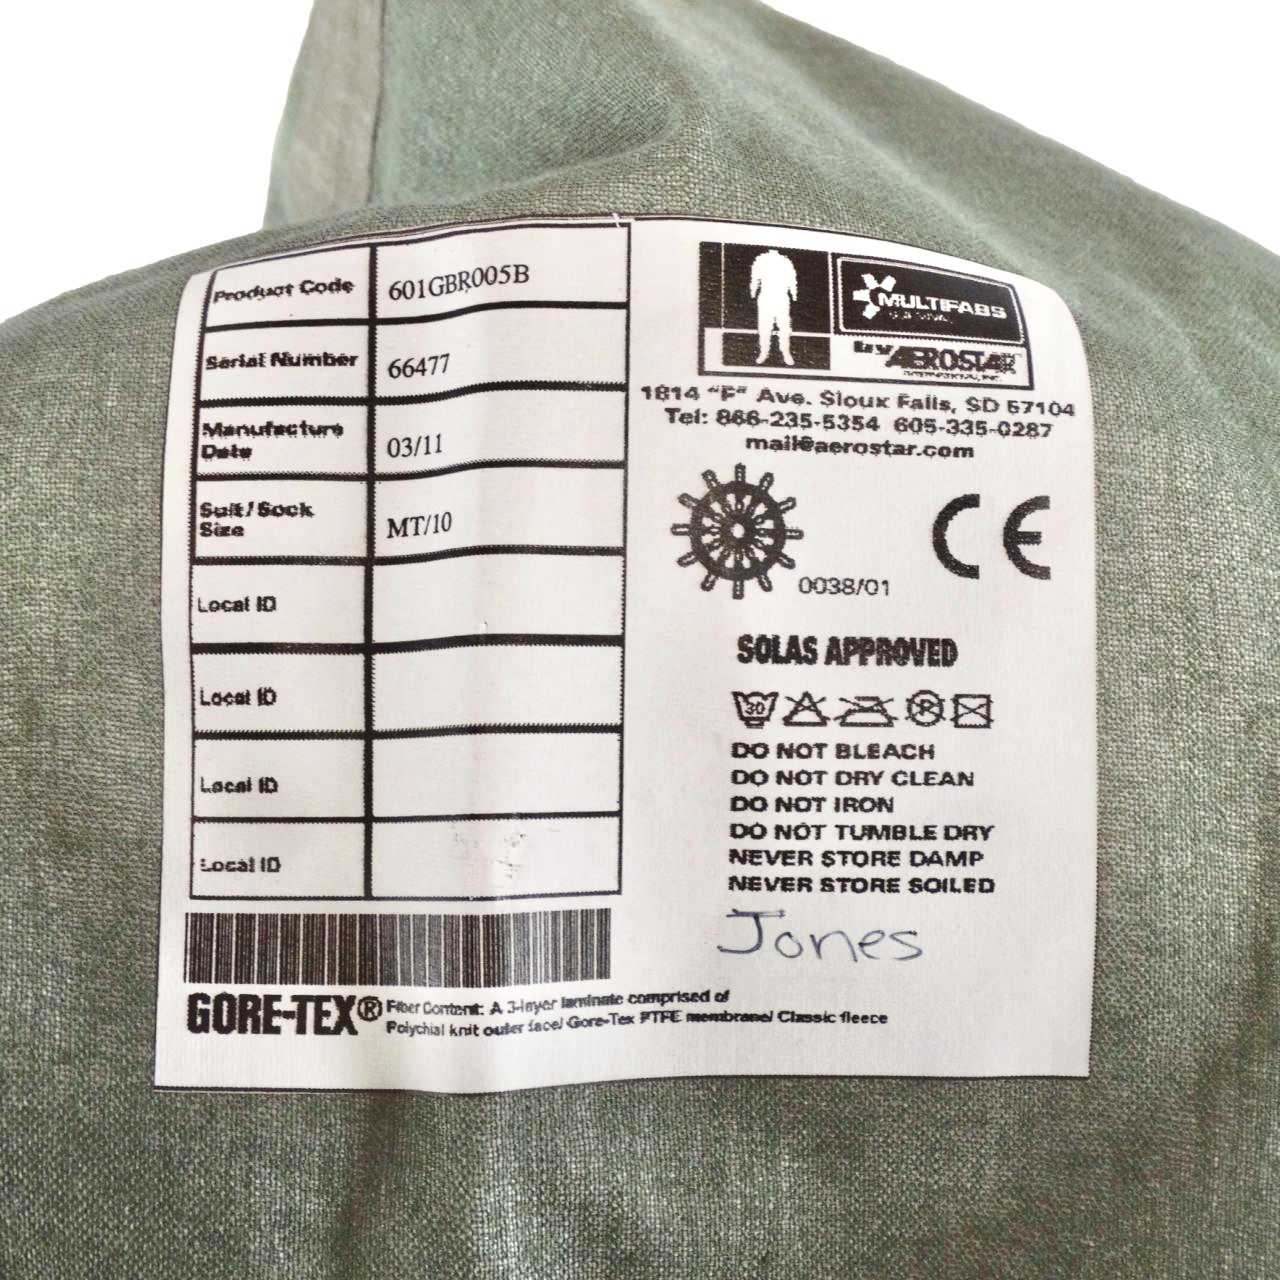 Product Code 601GBR005B
Serial Number 66477
Manufacture
Date 03/11
Suit/Sock
Size MT/10
Local ID
Local ID
Local ID
Local ID
GORE-TEX® Fiber Content: A 3-layer laminate comprised of
Polychial knit outer face/ Gore-Tex PTFE membrane/ Classic fleece
MULTIFABS
SURVIVAL
by AEROSTAR
INTERNATIONAL, INC.
1814 "F" Ave. Sioux Falls, SD 57104
Tel: 866-235-5354 605-335-0287
mail@aerostar.com
CE
0038/01
SOLAS APPROVED
30 P
DO NOT BLEACH
DO NOT DRY CLEAN
DO NOT IRON
DO NOT TUMBLE DRY
NEVER STORE DAMP
NEVER STORE SOILED
Jones